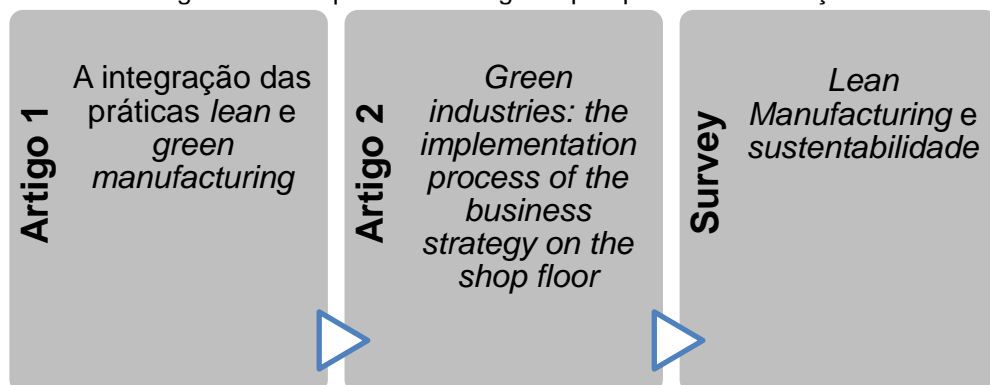 Artigo 1
A integração das
práticas lean e
green
manufacturing
Artigo 2
Green
industries: the
implementation
process of the
business
strategy on the
shop floor
Survey
Lean
Manufacturing e
sustentabilidade